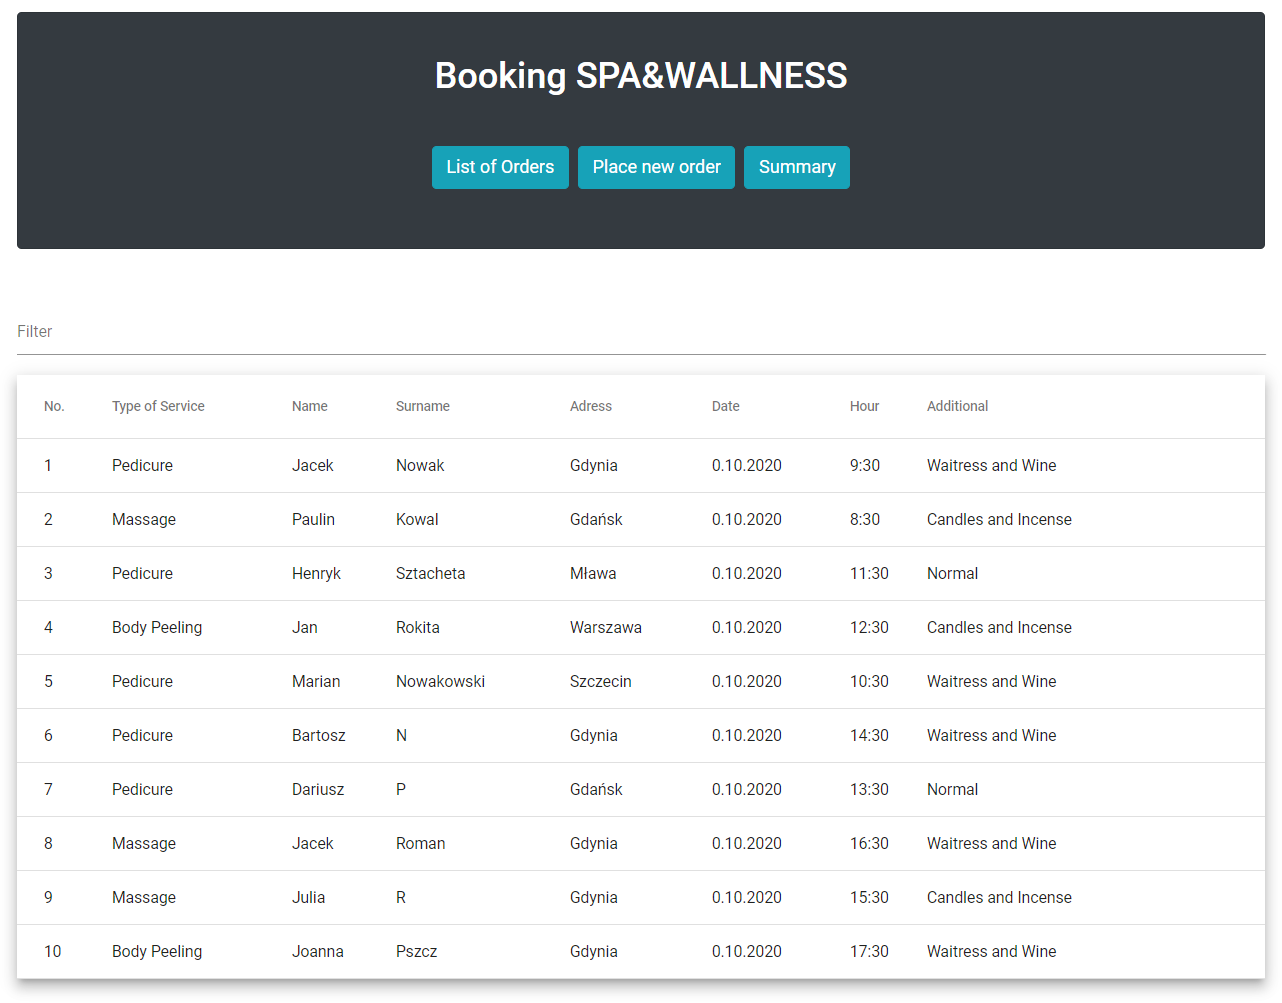 Booking SPA&WALLNESS
List of Orders Place new order Summary
Filter
No. Type of Service Name Surname Adress Date Hour Additional
1 Pedicure Jacek Nowak Gdynia 0.10.2020 9:30 Waitress and Wine
2 Massage Paulin Kowal Gdańsk 0.10.2020 8:30 Candles and Incense
3 Pedicure Henryk Sztacheta Mława 0.10.2020 11:30 Normal
4 Body Peeling Jan Rokita Warszawa 0.10.2020 12:30 Candles and Incense
5 Pedicure Marian Nowakowski Szczecin 0.10.2020 10:30 Waitress and Wine
6 Pedicure Bartosz N Gdynia 0.10.2020 14:30 Waitress and Wine
7 Pedicure Dariusz P Gdańsk 0.10.2020 13:30 Normal
8 Massage Jacek Roman Gdynia 0.10.2020 16:30 Waitress and Wine
9 Massage Julia R Gdynia 0.10.2020 15:30 Candles and Incense
10 Body Peeling Joanna Pszcz Gdynia 0.10.2020 17:30 Waitress and Wine